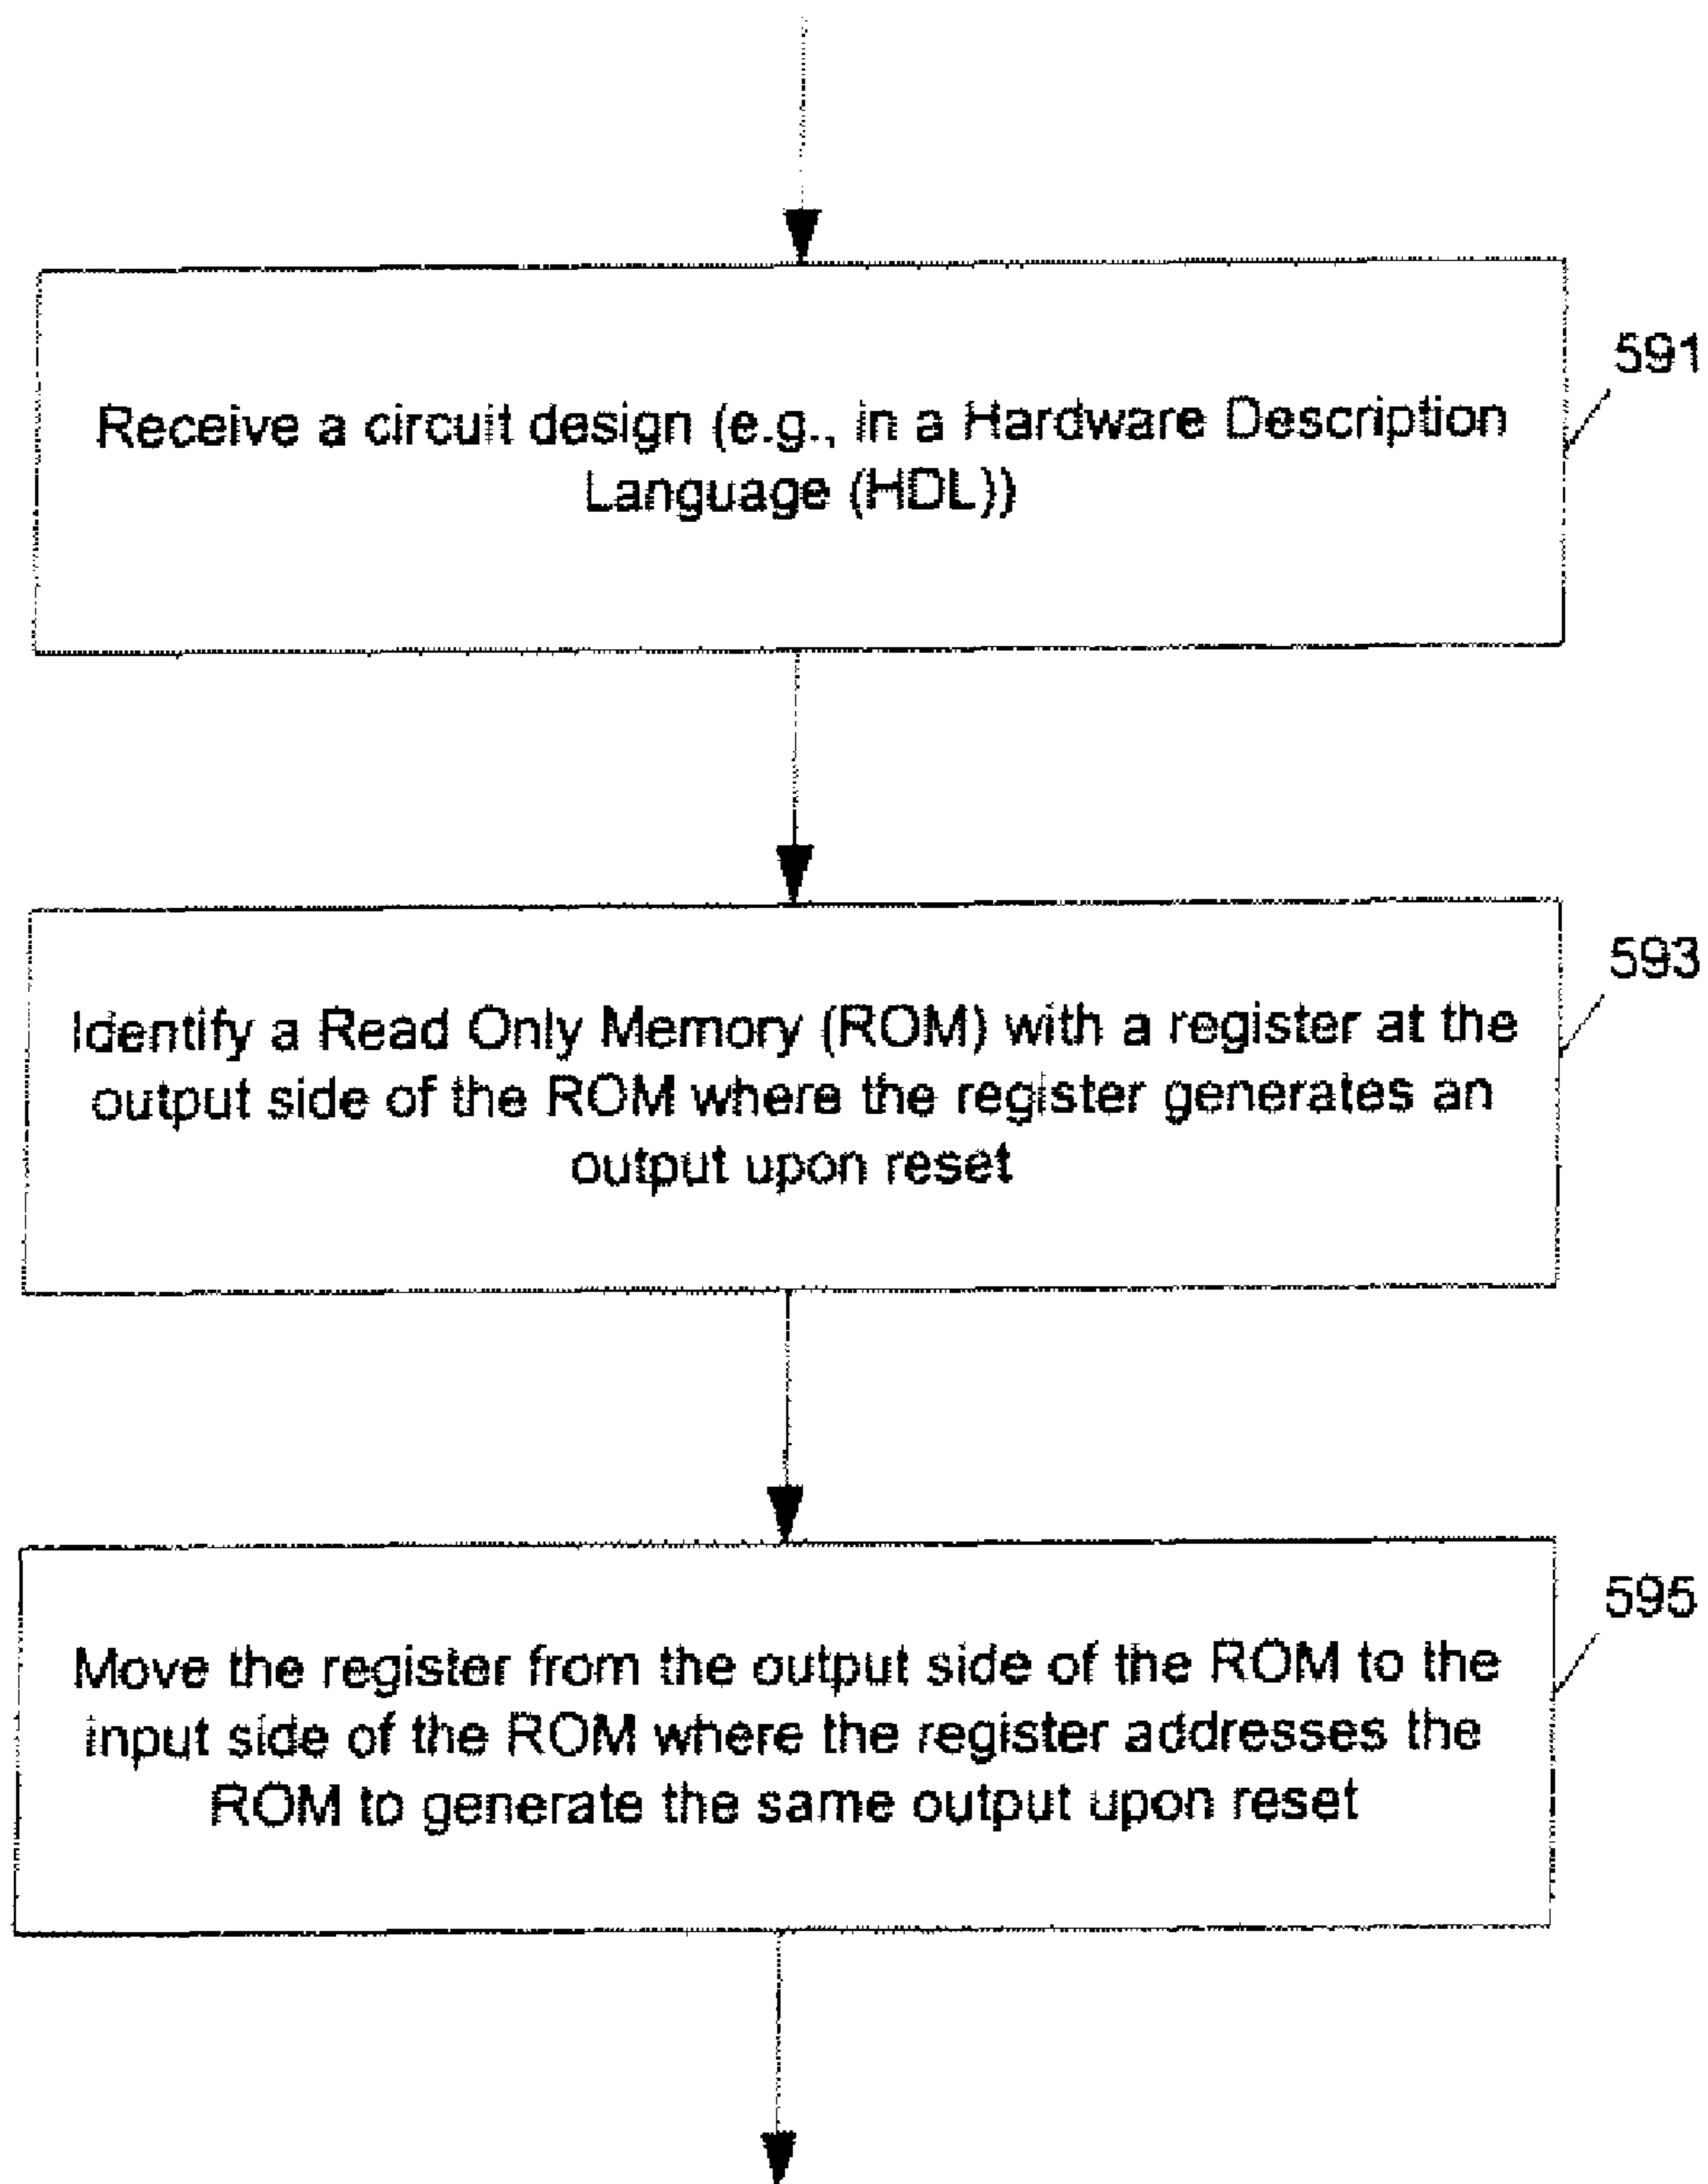 Receive a circuit design (e.g., in a Hardware Description
Language (HDL))
591
Identify a Read Only Memory (ROM) with a register at the
output side of the ROM where the register generates an
output upon reset
593
Move the register from the output side of the ROM to the
input side of the ROM where the register addresses the
ROM to generate the same output upon reset
595